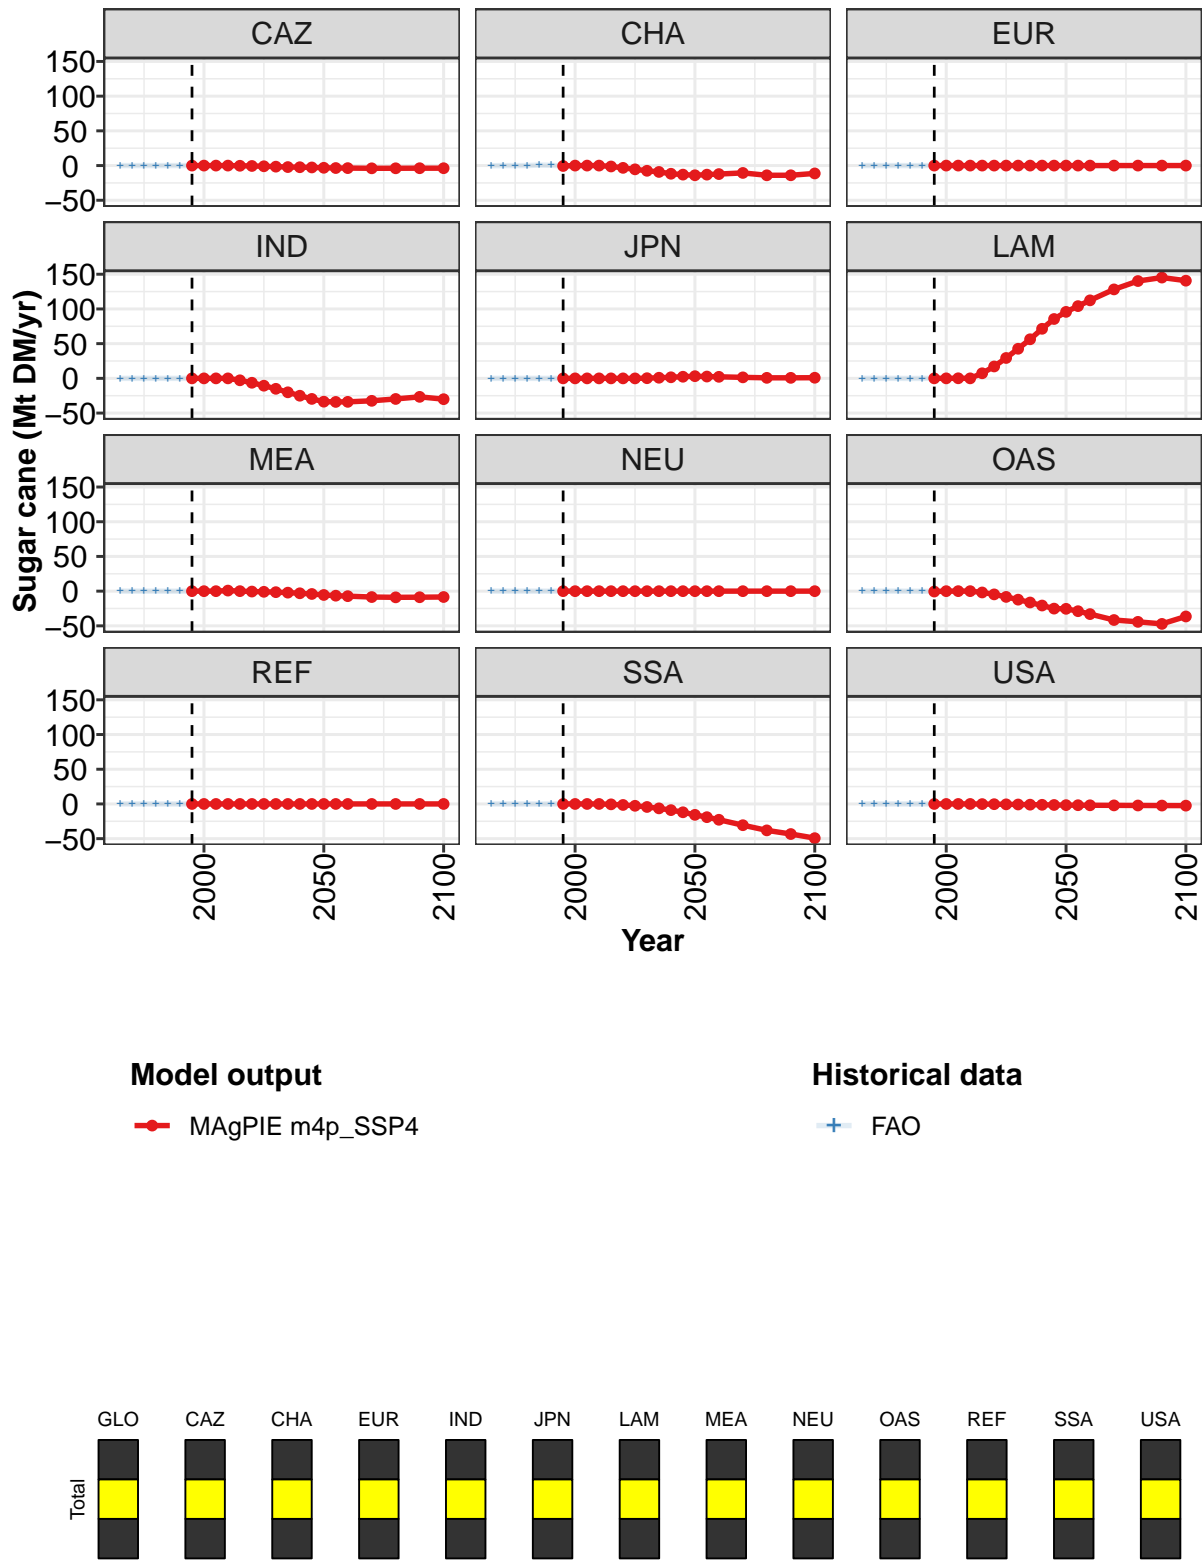 CAZ CHA EUR
150
100
50
0
−50
IND JPN LAM
150
100
50
0
−50
MEA NEU OAS
150
100
50
0
−50
REF SSA USA
150
100
50
0
−50
Sugar cane (Mt DM/yr)
2000 2050 2100 2000 2050 2100 2000 2050 2100
Year
Model output
MAgPIE m4p_SSP4
Historical data
FAO
GLO CAZ CHA EUR IND JPN LAM MEA NEU OAS REF SSA USA
Total